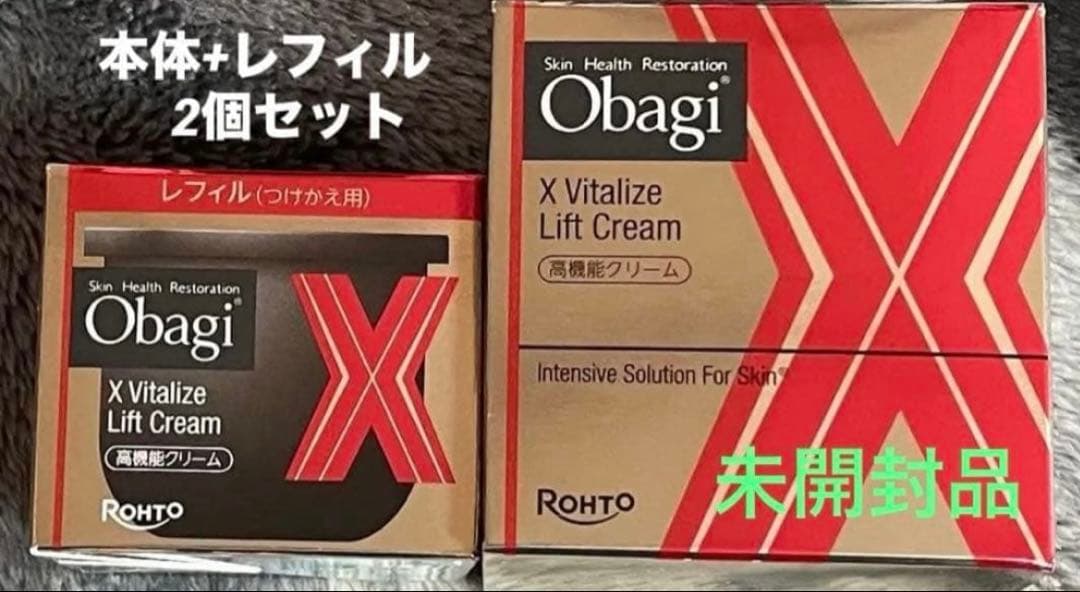 本体+レフィル
2個セット
レフィル(つけかえ用)
Skin Health Restoration
Obagi®
X Vitalize
Lift Cream
高機能クリーム
ROHTO
Skin Health Restoration
Obagi®
X Vitalize
Lift Cream
高機能クリーム
Intensive Solution For Skin®
ROHTO
未開封品